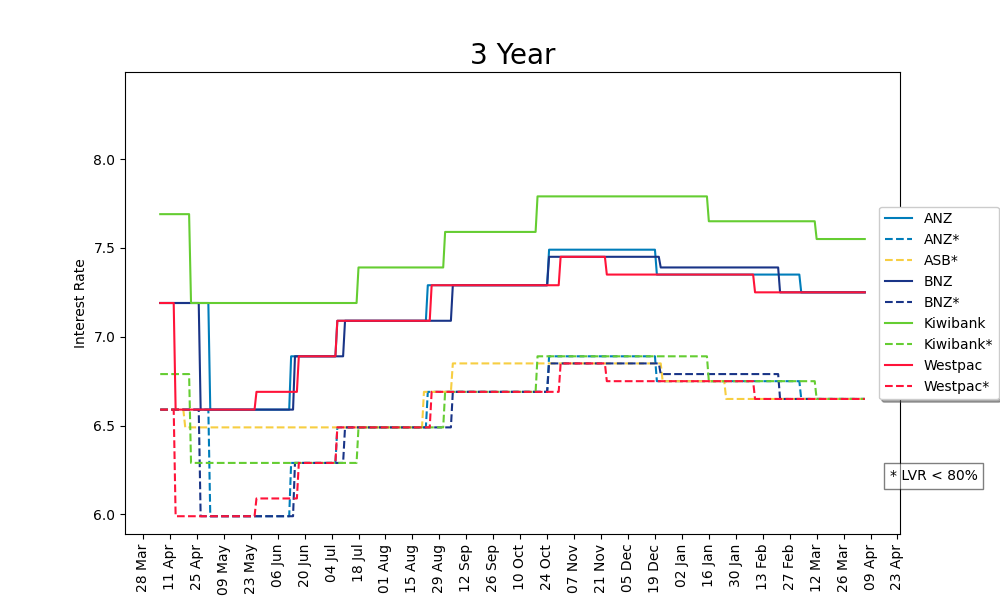 3 Year
Interest Rate
8.0
7.5
7.0
6.5
6.0
28 Mar
11 Apr
25 Apr
09 May
23 May
06 Jun
20 Jun
04 Jul
18 Jul
01 Aug
15 Aug
29 Aug
12 Sep
26 Sep
10 Oct
24 Oct
07 Nov
21 Nov
05 Dec
19 Dec
02 Jan
16 Jan
30 Jan
13 Feb
27 Feb
12 Mar
26 Mar
09 Apr
23 Apr
ANZ
ANZ*
ASB*
BNZ
BNZ*
Kiwibank
Kiwibank*
Westpac
Westpac*
* LVR < 80%